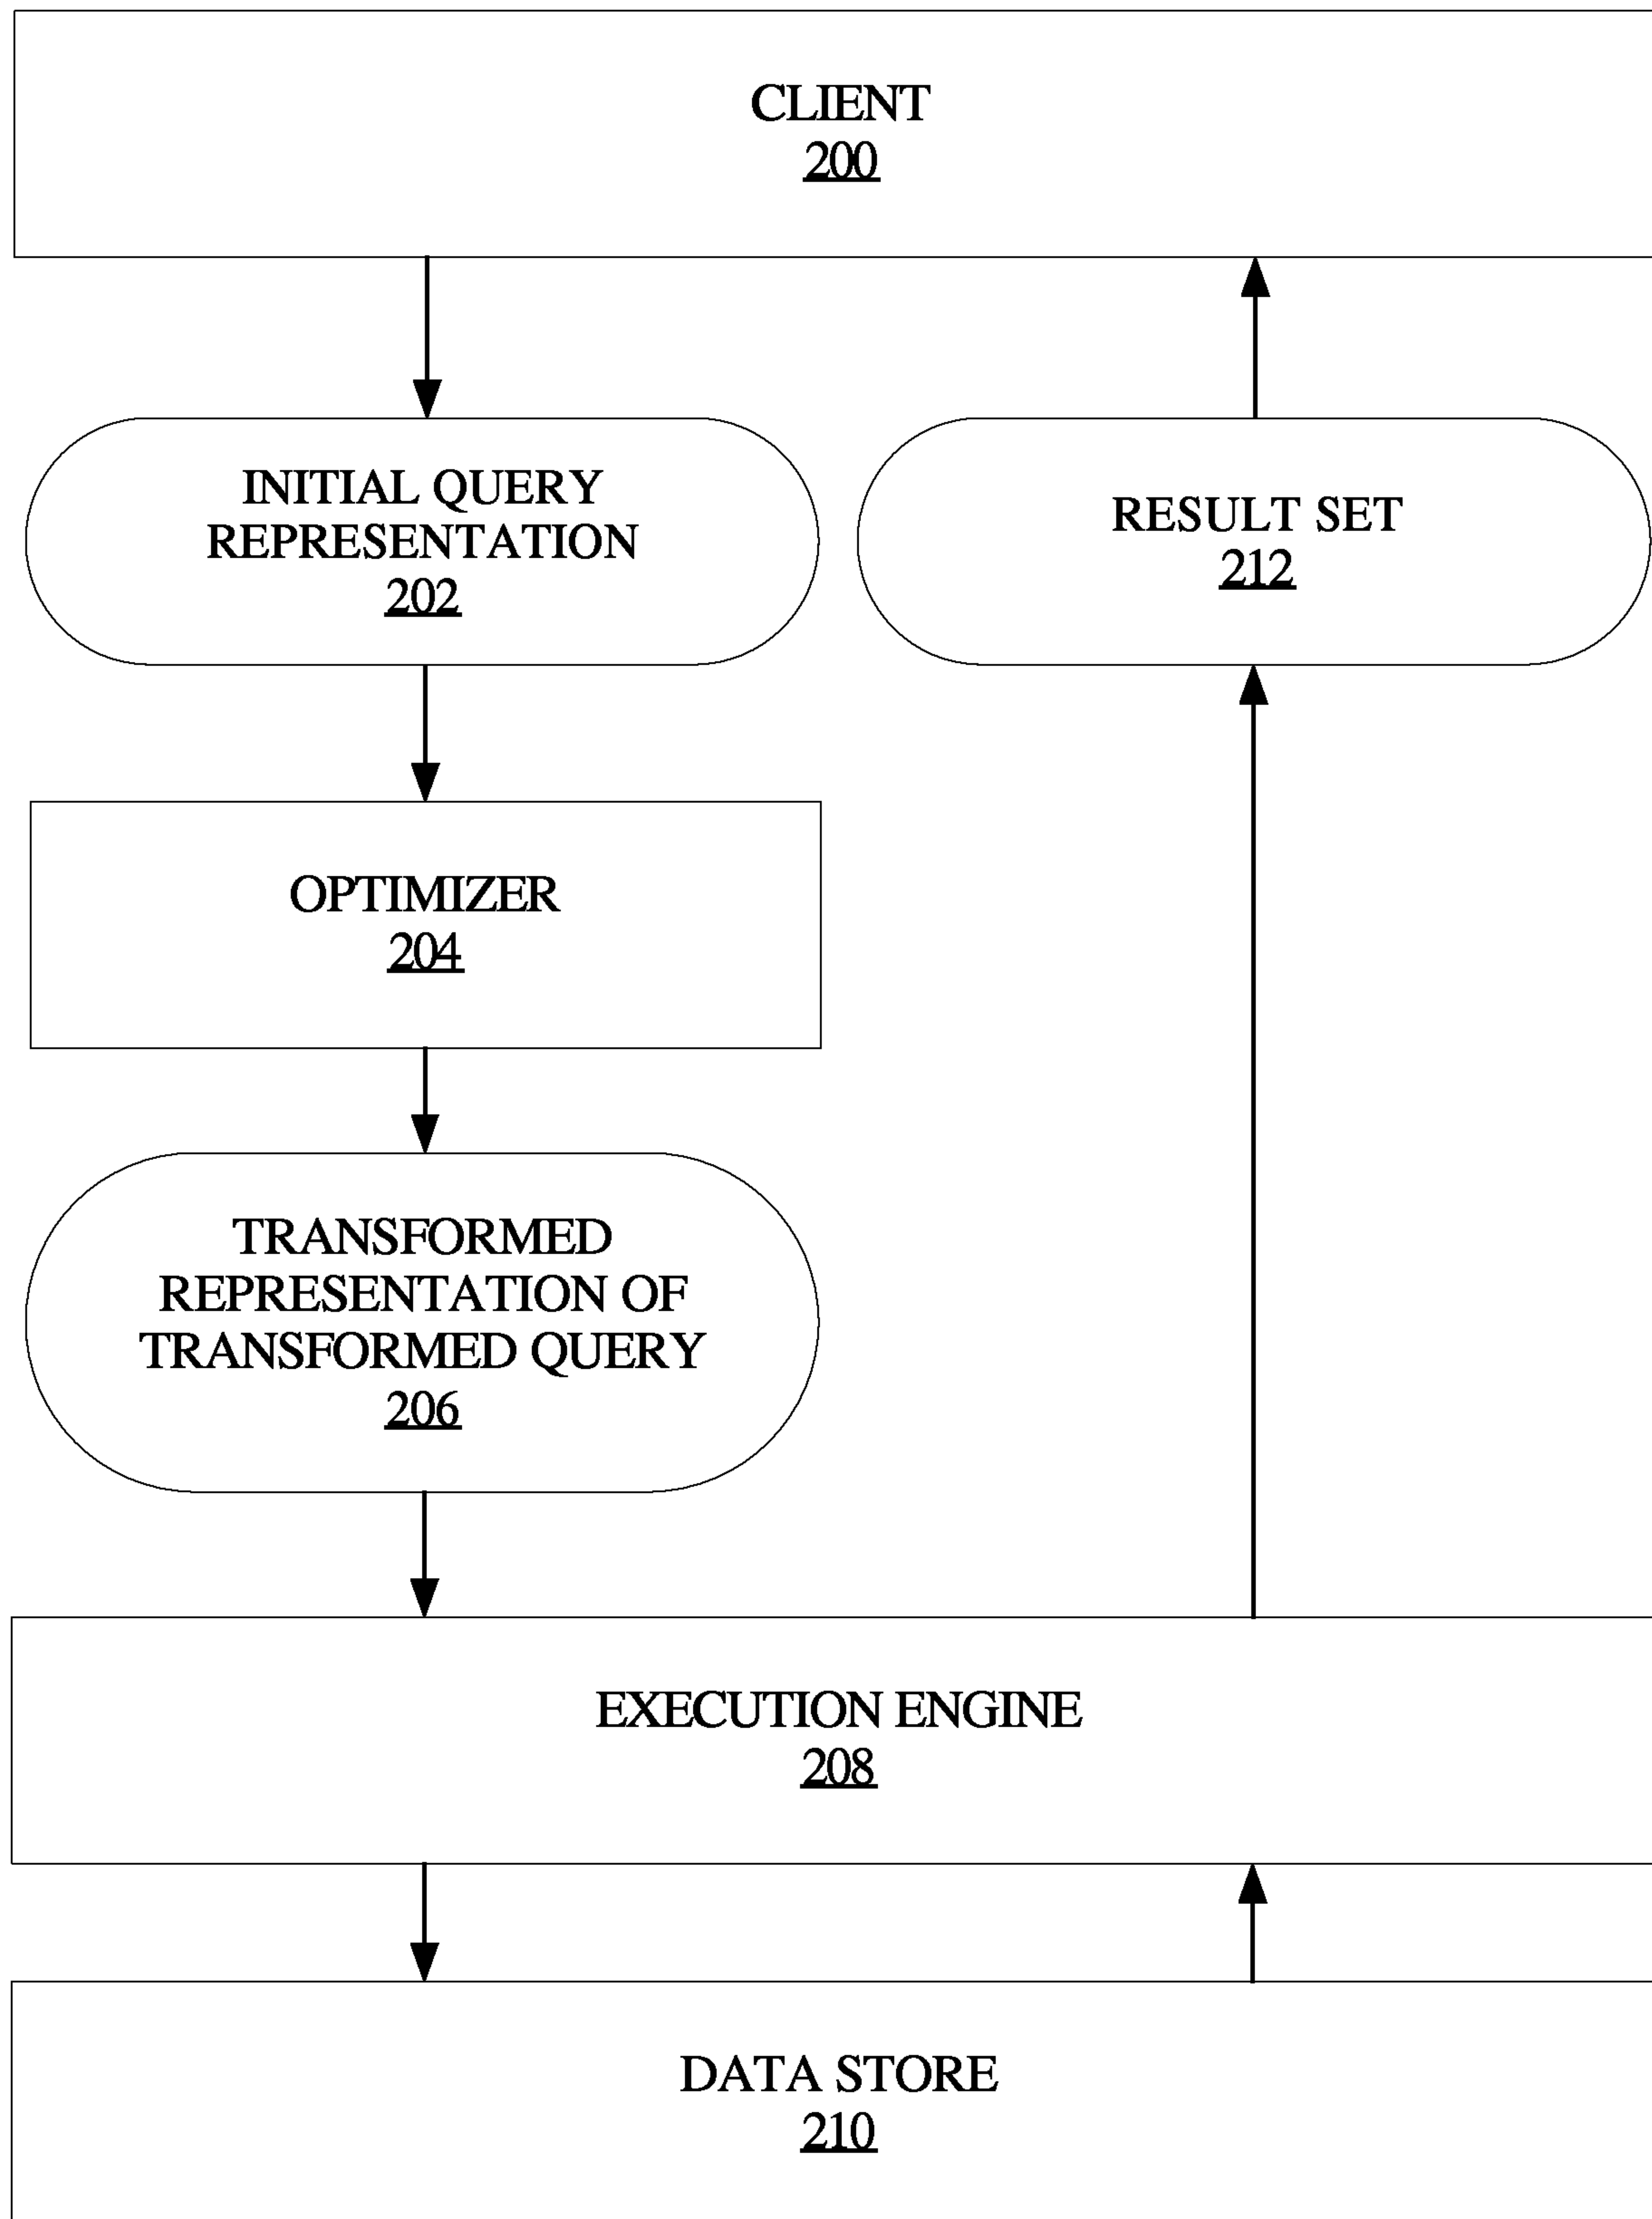 CLIENT
200
INITIAL QUERY
REPRESENTATION
202
RESULT SET
212
OPTIMIZER
204
TRANSFORMED
REPRESENTATION OF
TRANSFORMED QUERY
206
EXECUTION ENGINE
208
DATA STORE
210